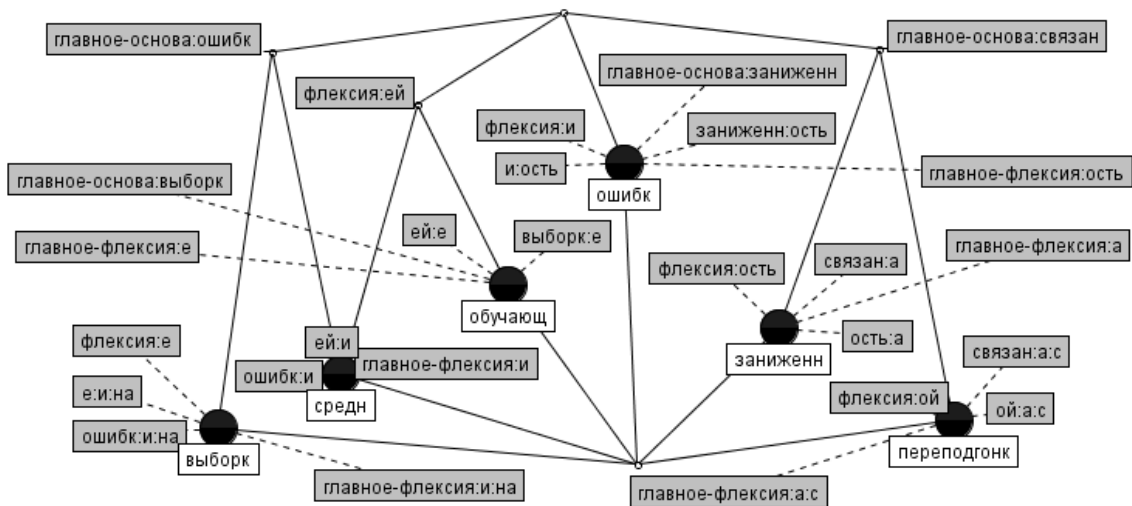 главное-основа:ошибк
главное-основа:связан
флексия:ей
главное-основа:заниженн
флексия:и
заниженн:ость
и:ость
главное-флексия:ость
ошибк
главное-основа:выборк
ей:е
выборк:е
главное-флексия:е
главное-флексия:а
связан:а
флексия:ость
обучающ
ость:а
заниженн
флексия:е
ей:и
главное-флексия:и
связан:а:с
ошибк:и
е:и:на
флексия:ой
ой:а:с
средн
ошибк:и:на
выборк
переподгонк
главное-флексия:и:на
главное-флексия:а:с